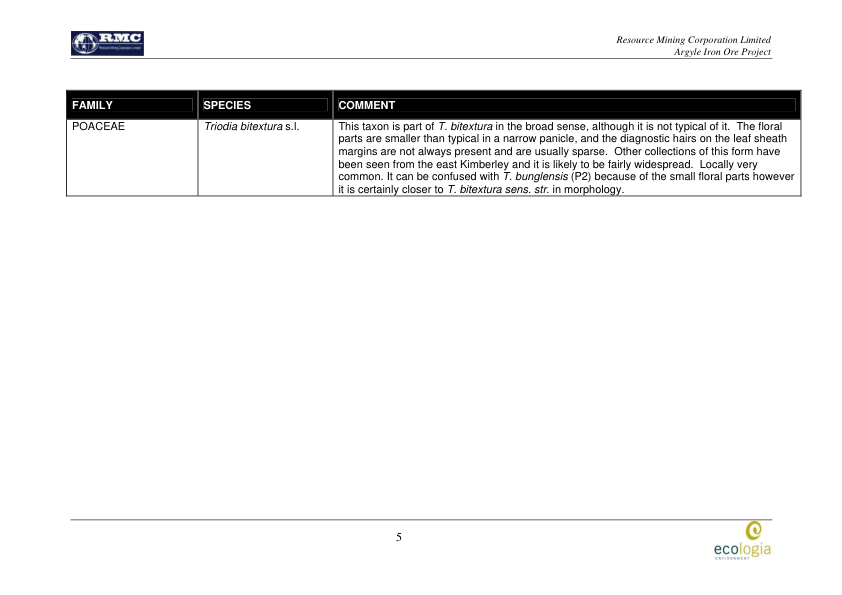 RMC
Resource Mining Corporation Limited
Resource Mining Corporation Limited
Argyle Iron Ore Project
FAMILY SPECIES COMMENT
POACEAE Triodia bitextura s.l. This taxon is part of T. bitextura in the broad sense, although it is not typical of it. The floral
parts are smaller than typical in a narrow panicle, and the diagnostic hairs on the leaf sheath
margins are not always present and are usually sparse. Other collections of this form have
been seen from the east Kimberley and it is likely to be fairly widespread. Locally very
common. It can be confused with T. bunglensis (P2) because of the small floral parts however
it is certainly closer to T. bitextura sens. str. in morphology.
5
ecologia
ENVIRONMENT